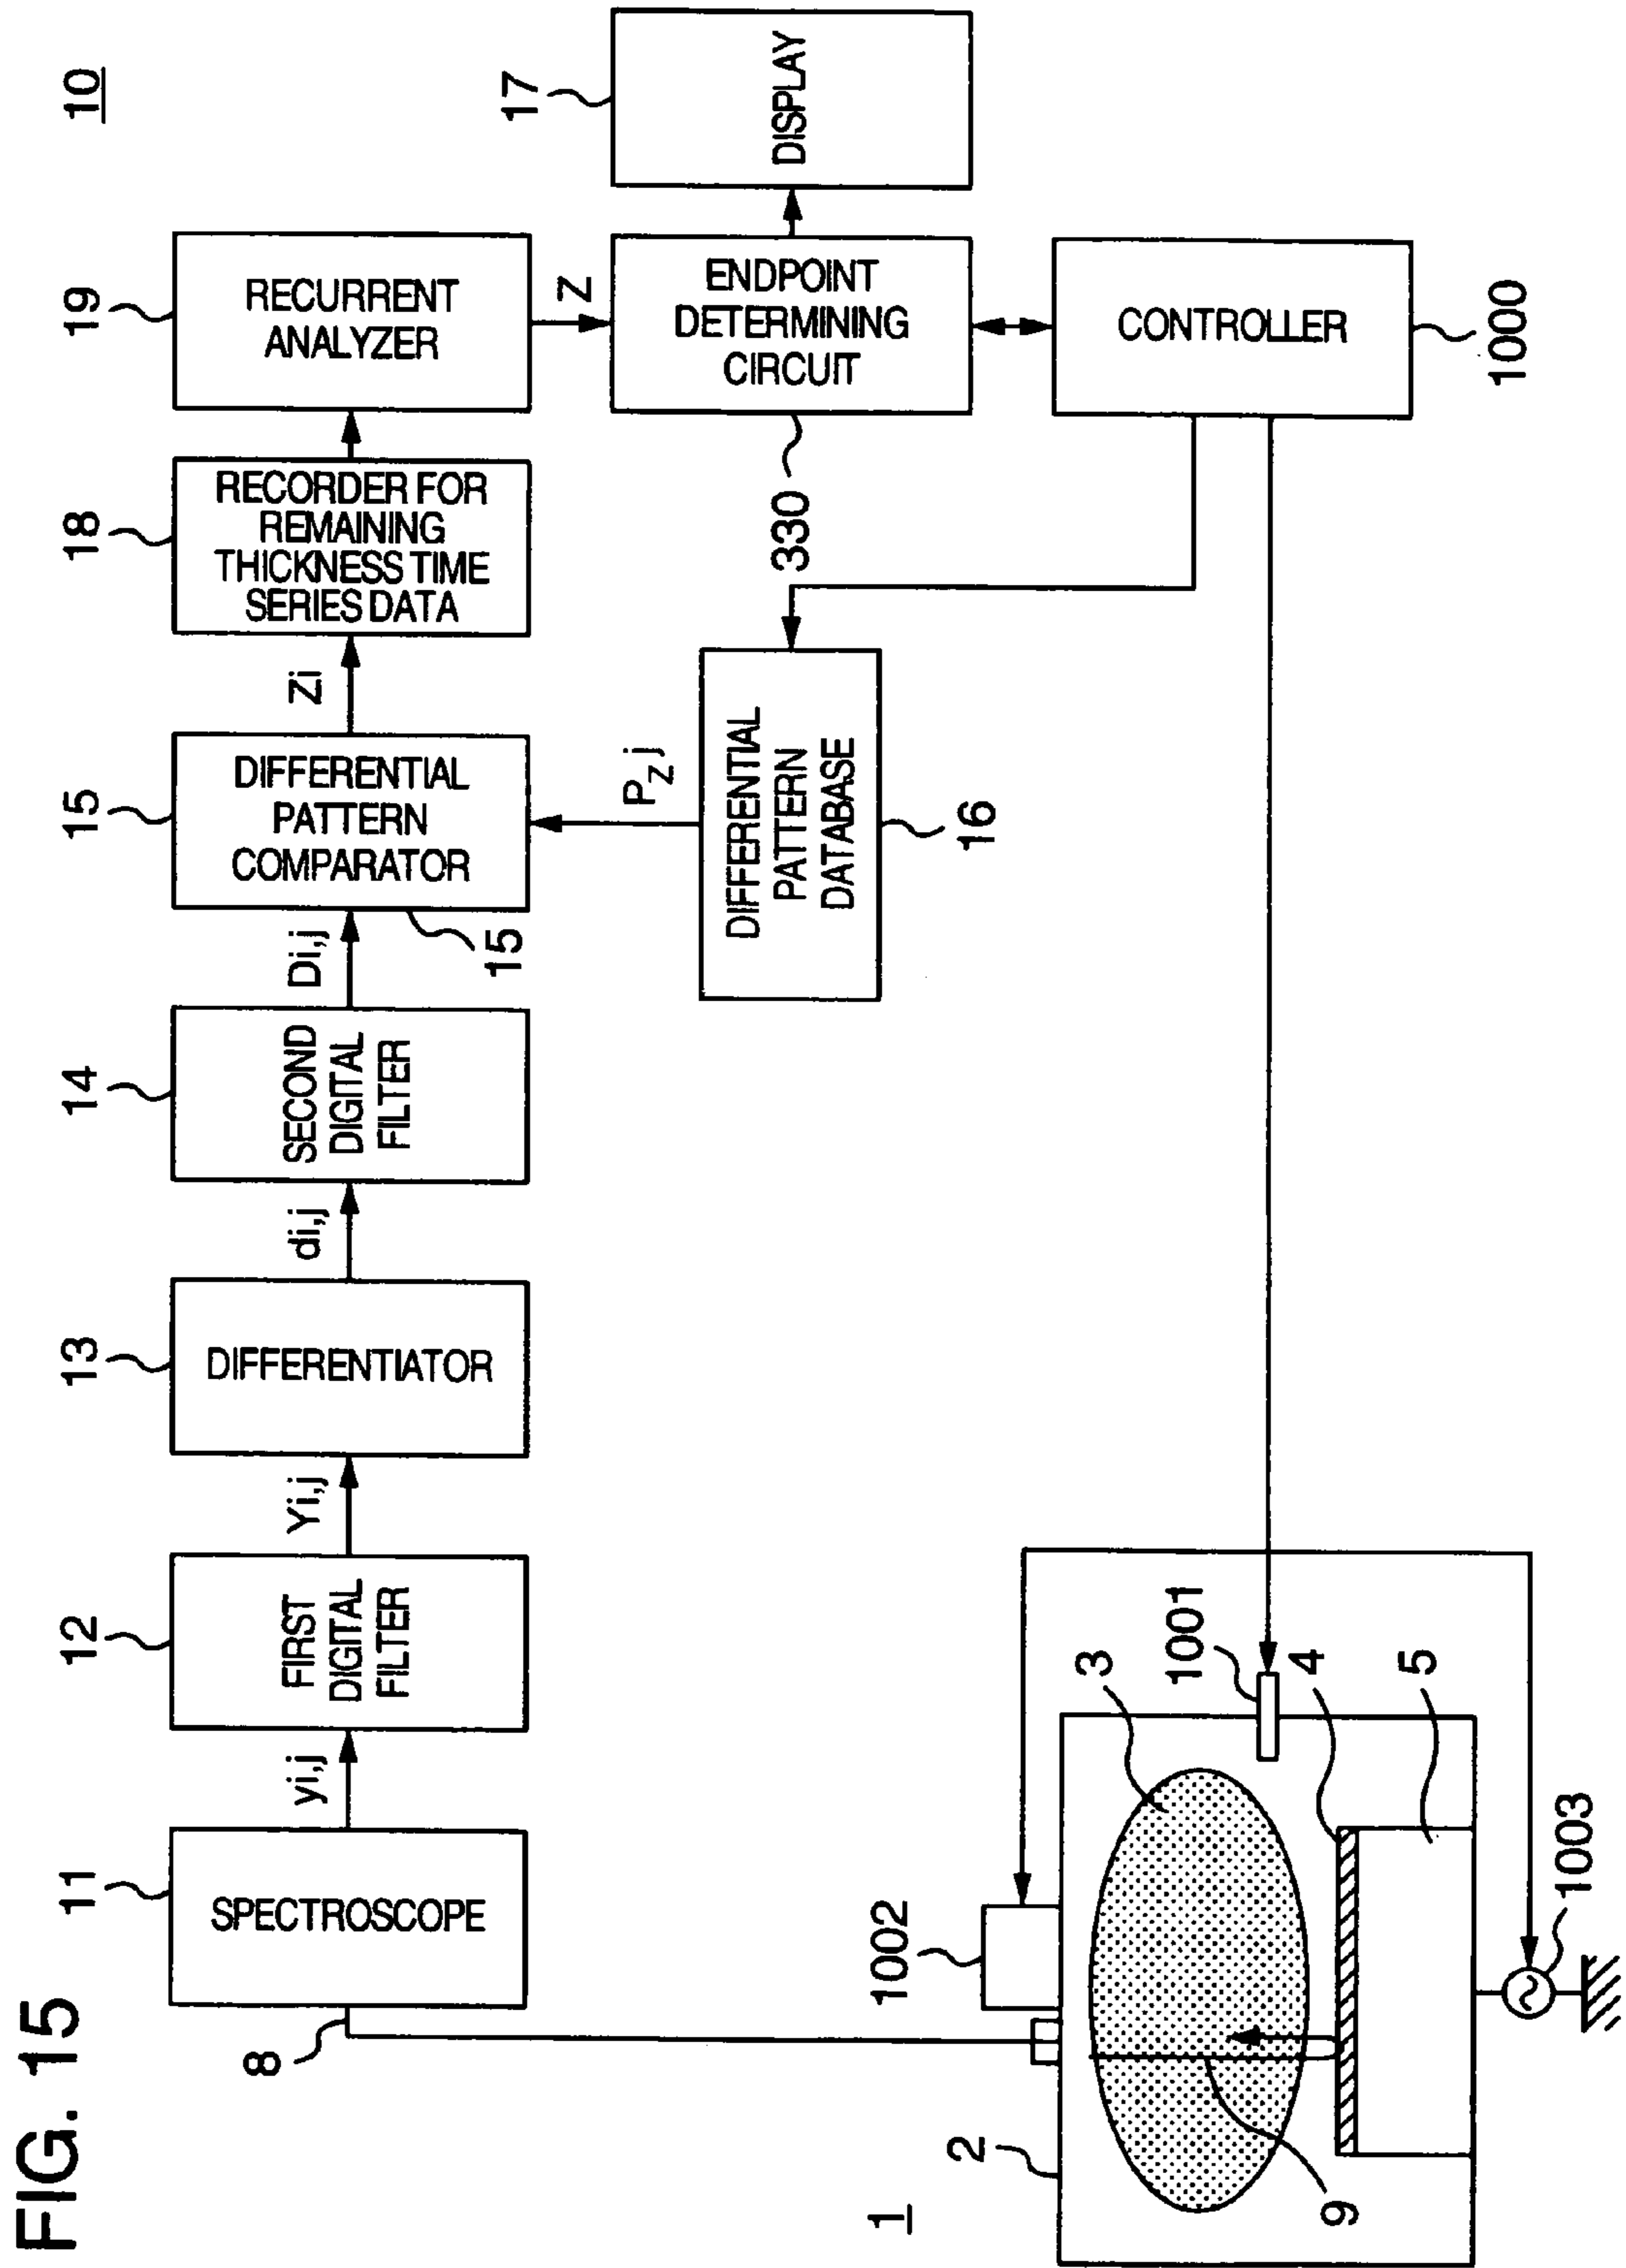 FIG. 15
10
11
SPECTROSCOPE
8
yi,j
12
FIRST
DIGITAL
FILTER
Yi,j
13
DIFFERENTIATOR
di,j
14
SECOND
DIGITAL
FILTER
Di,j
15
DIFFERENTIAL
PATTERN
COMPARATOR
15
Zi
18
RECORDER FOR
REMAINING
THICKNESS TIME
SERIES DATA
19
RECURRENT
ANALYZER
Z
17
DISPLAY
ENDPOINT
DETERMINING
CIRCUIT
330
PZ j
DIFFERENTIAL
PATTERN
DATABASE
16
CONTROLLER
1000
1
2
1002
3
1001
4
5
9
1003